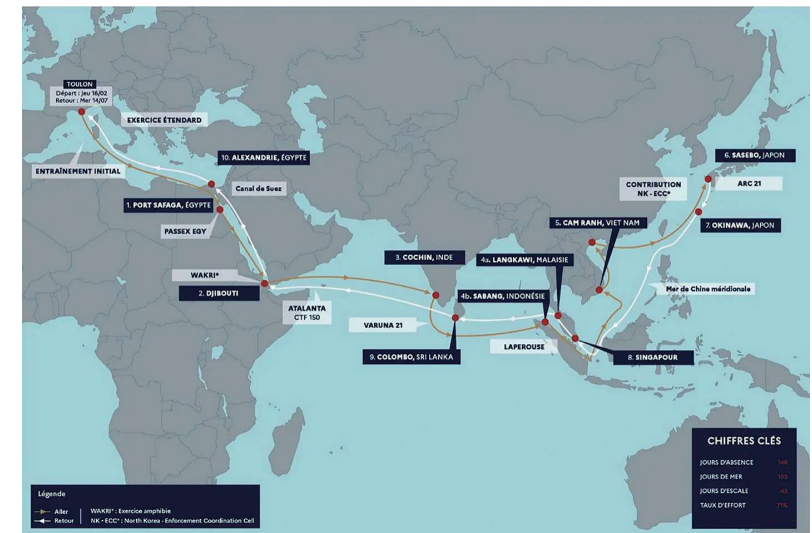 TOULON
Départ : Jeu 18/02
Retour : Mer 14/07
EXERCICE ÉTENDARD
ENTRAÎNEMENT INITIAL
10. ALEXANDRIE, ÉGYPTE
Canal de Suez
1. PORT SAFAGA, ÉGYPTE
PASSEX EGY
WAKRI*
2. DJIBOUTI
ATALANTA
CTF 150
3. COCHIN, INDE
VARUNA 21
9. COLOMBO, SRI LANKA
4a. LANGKAWI, MALAISIE
4b. SABANG, INDONÉSIE
LAPEROUSE
8. SINGAPOUR
5. CAM RANH, VIET NAM
CONTRIBUTION
NK - ECC*
6. SASEBO, JAPON
ARC 21
7. OKINAWA, JAPON
Mer de Chine méridionale
CHIFFRES CLÉS
JOURS D'ABSENCE 146
JOURS DE MER 103
JOURS D'ESCALE 43
TAUX D'EFFORT 71%
Légende
Aller
Retour
WAKRI* : Exercice amphibie
NK - ECC* : North Korea - Enforcement Coordination Cell